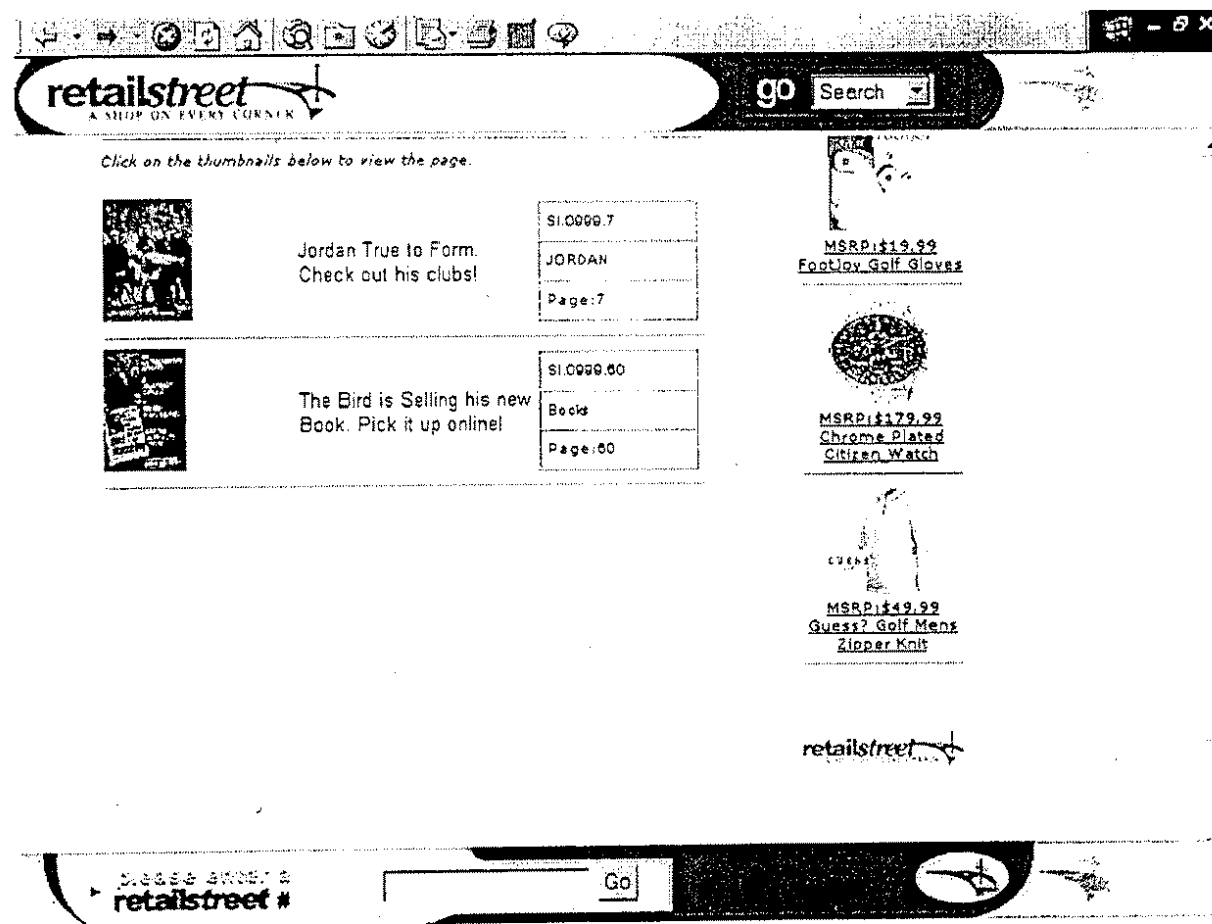 retailstreet
A SHOP ON EVERY CORNER
go
Search
Click on the thumbnails below to view the page.
Jordan True to Form.
Check out his clubs!
SI.0999.7
JORDAN
Page:7
The Bird is Selling his new
Book. Pick it up online!
SI.0999.60
Books
Page:60
MSRP:$19.99
FootJoy Golf Gloves
MSRP:$179.99
Chrome Plated
Citizen Watch
MSRP:$49.99
Guess? Golf Mens
Zipper Knit
retailstreet
please enter a
retailstreet #
Go